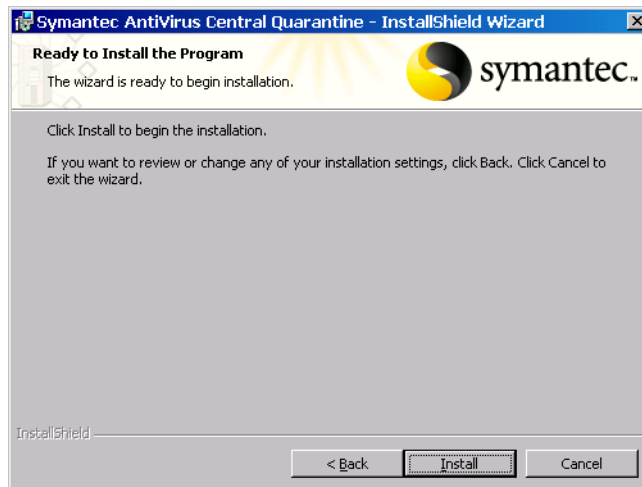 Symantec AntiVirus Central Quarantine - InstallShield Wizard
Ready to Install the Program
The wizard is ready to begin installation.
symantec™
Click Install to begin the installation.
If you want to review or change any of your installation settings, click Back. Click Cancel to
exit the wizard.
InstallShield
< Back
Install
Cancel